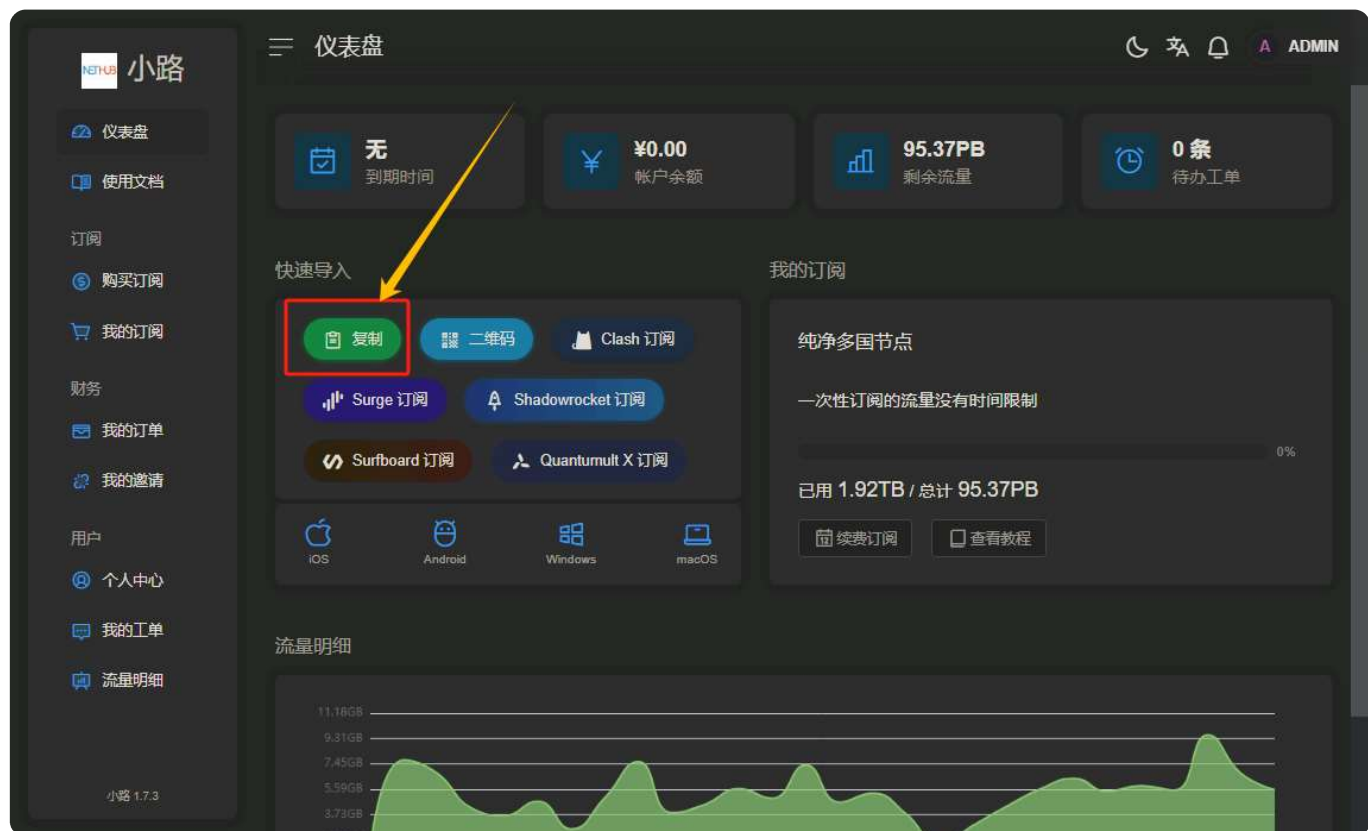 NETHUB 小路
仪表盘
使用文档
订阅
购买订阅
我的订阅
财务
我的订单
我的邀请
用户
个人中心
我的工单
流量明细
小路 1.7.3
仪表盘
A ADMIN
无
到期时间
¥0.00
帐户余额
95.37PB
剩余流量
0 条
待办工单
快速导入
复制
二维码
Clash 订阅
Surge 订阅
Shadowrocket 订阅
Surfboard 订阅
Quantumult X 订阅
iOS
Android
Windows
macOS
我的订阅
纯净多国节点
一次性订阅的流量没有时间限制
0%
已用 1.92TB / 总计 95.37PB
续费订阅
查看教程
流量明细
11.18GB
9.31GB
7.45GB
5.59GB
3.73GB